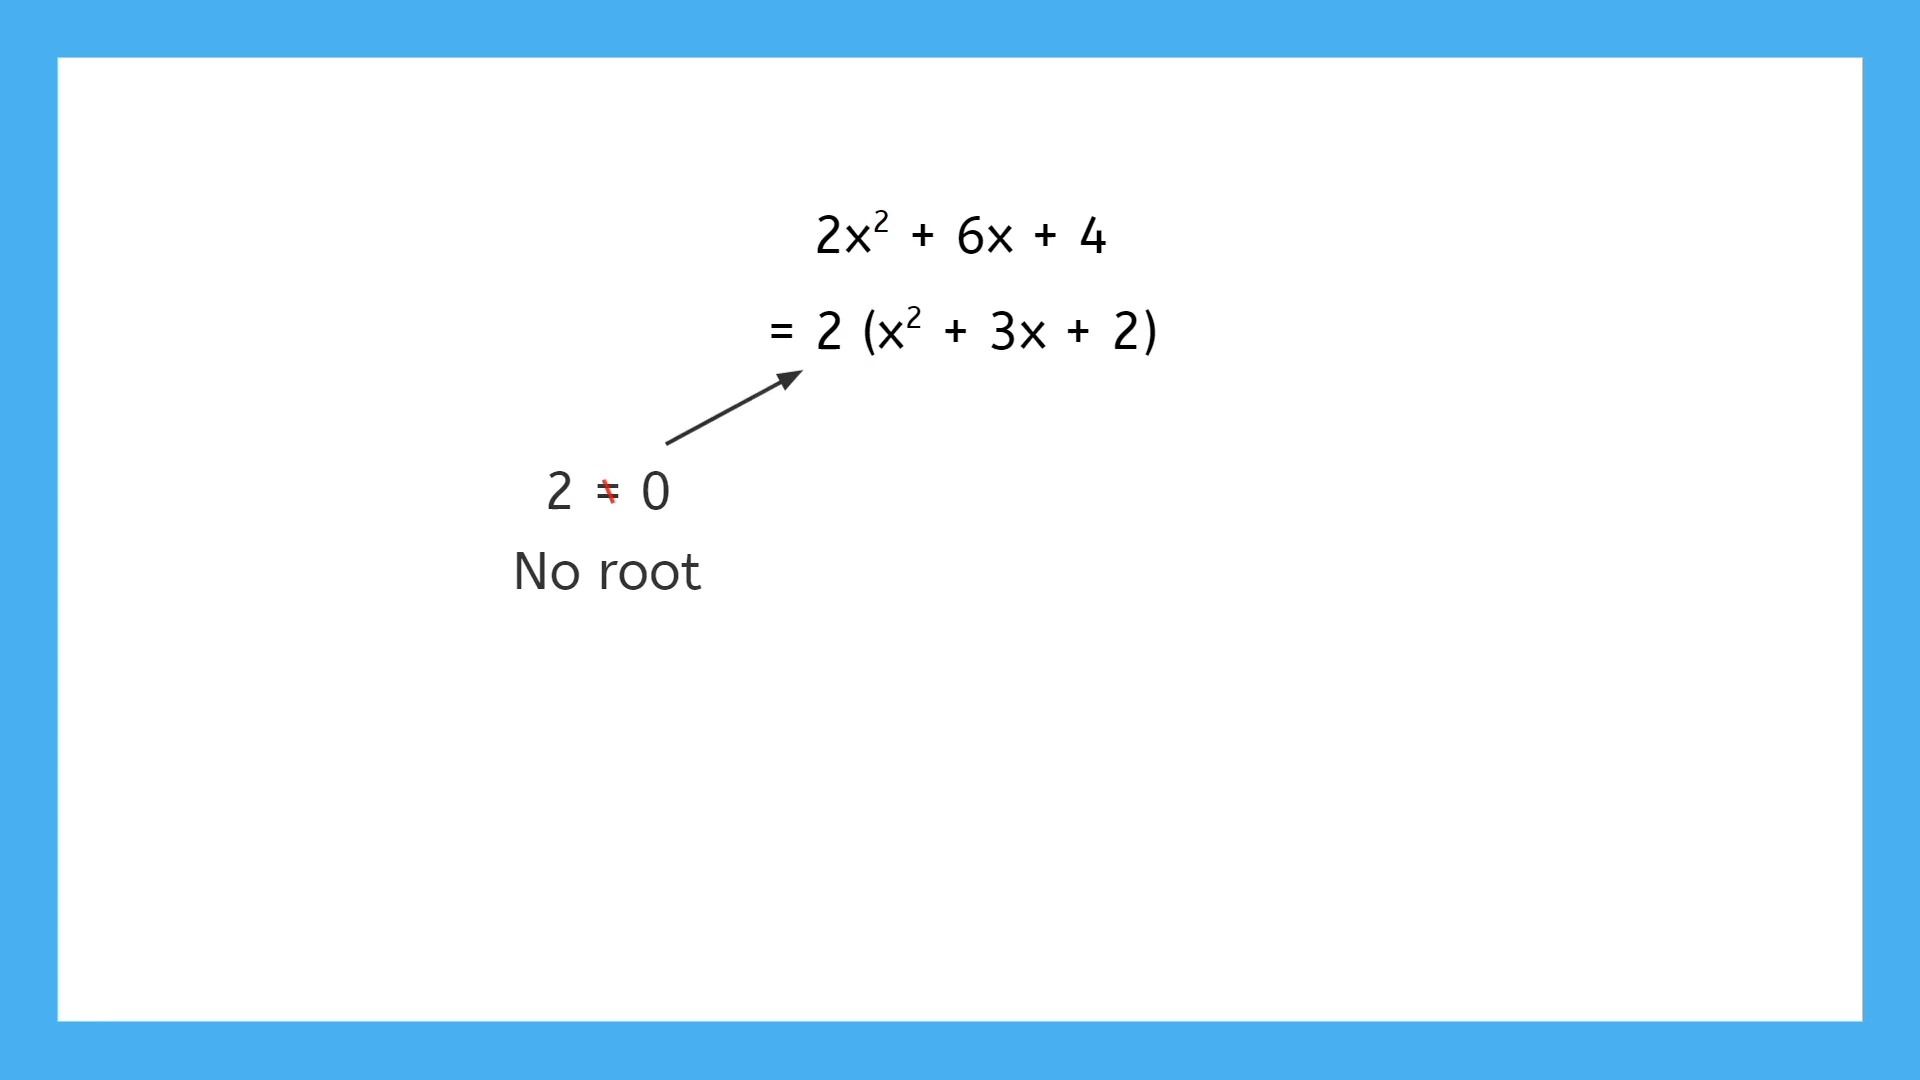 2x² + 6x + 4
= 2 (x² + 3x + 2)
2 ≠ 0
No root